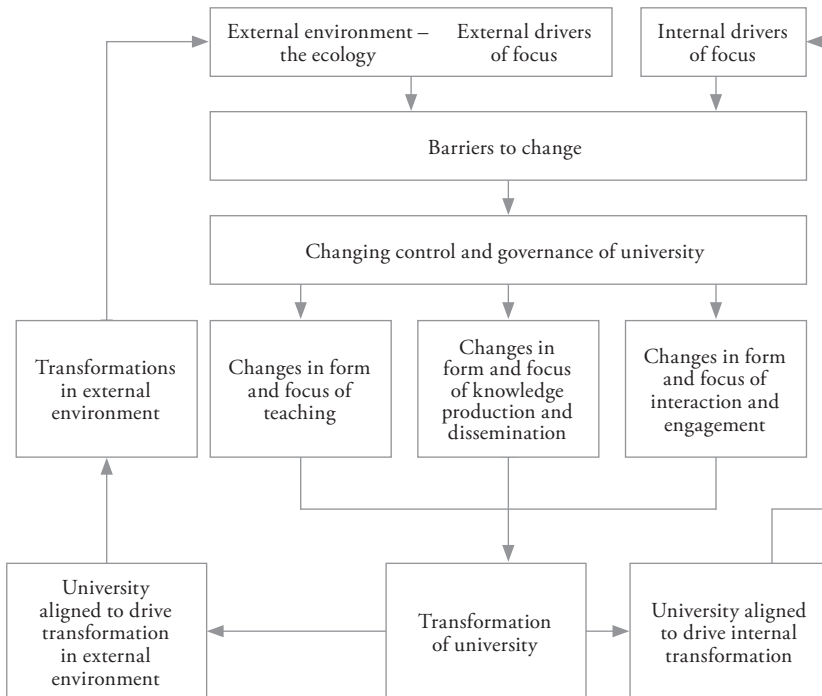 External environment –
the ecology
External drivers
of focus
Internal drivers
of focus
Barriers to change
Changing control and governance of university
Transformations
in external
environment
Changes in form
and focus of
teaching
Changes in
form and focus
of knowledge
production and
dissemination
Changes in form
and focus of
interaction and
engagement
University
aligned to drive
transformation
in external
environment
Transformation
of university
University aligned
to drive internal
transformation